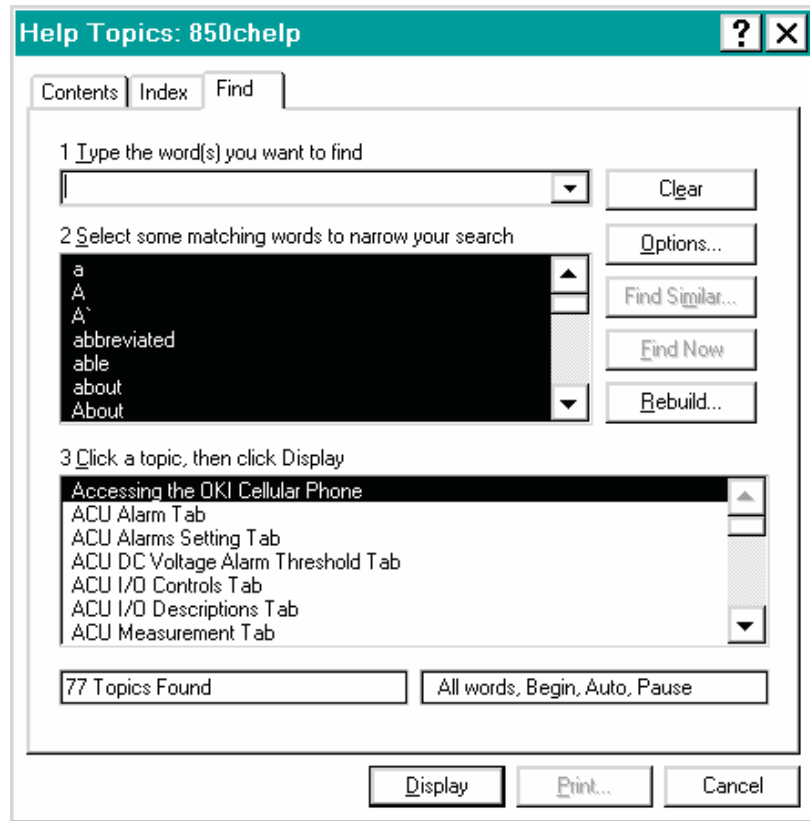 Help Topics: 850chelp
Contents Index Find
1 Type the word(s) you want to find
Clear
2 Select some matching words to narrow your search
Options...
a
A
A`
abbreviated
able
about
About
Find Similar...
Find Now
Rebuild...
3 Click a topic, then click Display
Accessing the OKI Cellular Phone
ACU Alarm Tab
ACU Alarms Setting Tab
ACU DC Voltage Alarm Threshold Tab
ACU I/O Controls Tab
ACU I/O Descriptions Tab
ACU Measurement Tab
77 Topics Found
All words, Begin, Auto, Pause
Display Print... Cancel